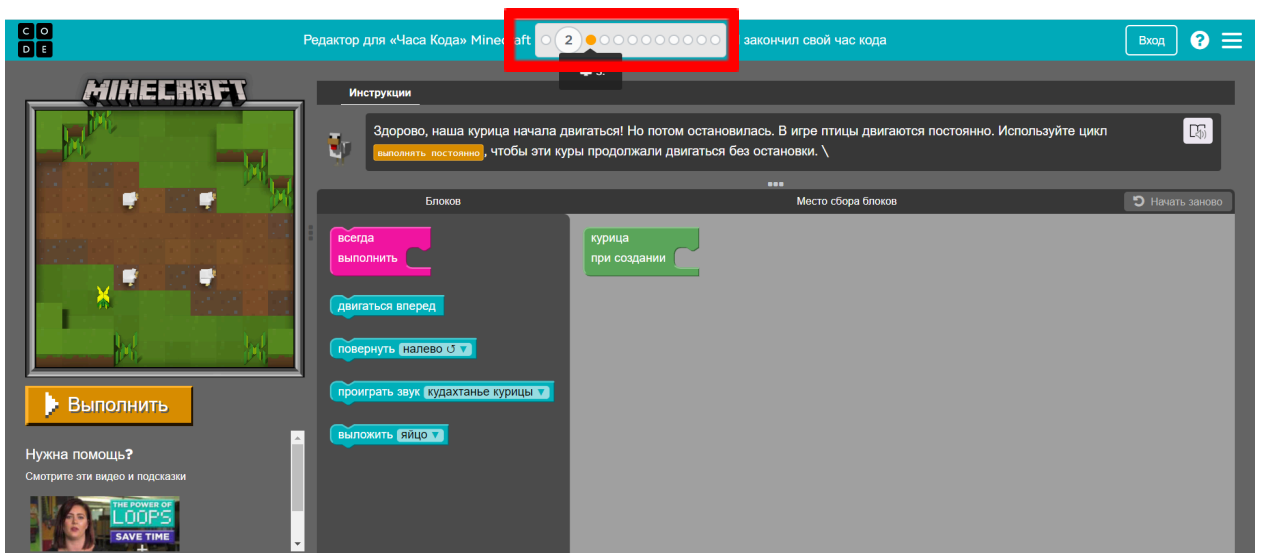 C O
D E
Редактор для «Часа Кода» Minecraft
2
закончил свой час кода
Вход
?
3.
MINECRAFT
Инструкции
Здорово, наша курица начала двигаться! Но потом остановилась. В игре птицы двигаются постоянно. Используйте цикл
выполнять постоянно, чтобы эти куры продолжали двигаться без остановки. \
Блоков
Место сбора блоков
Начать заново
всегда
выполнить
двигаться вперед
повернуть налево ↺ ▼
проиграть звук кудахтанье курицы ▼
выложить яйцо ▼
курица
при создании
Выполнить
Нужна помощь?
Смотрите эти видео и подсказки
THE POWER OF
LOOPS
SAVE TIME